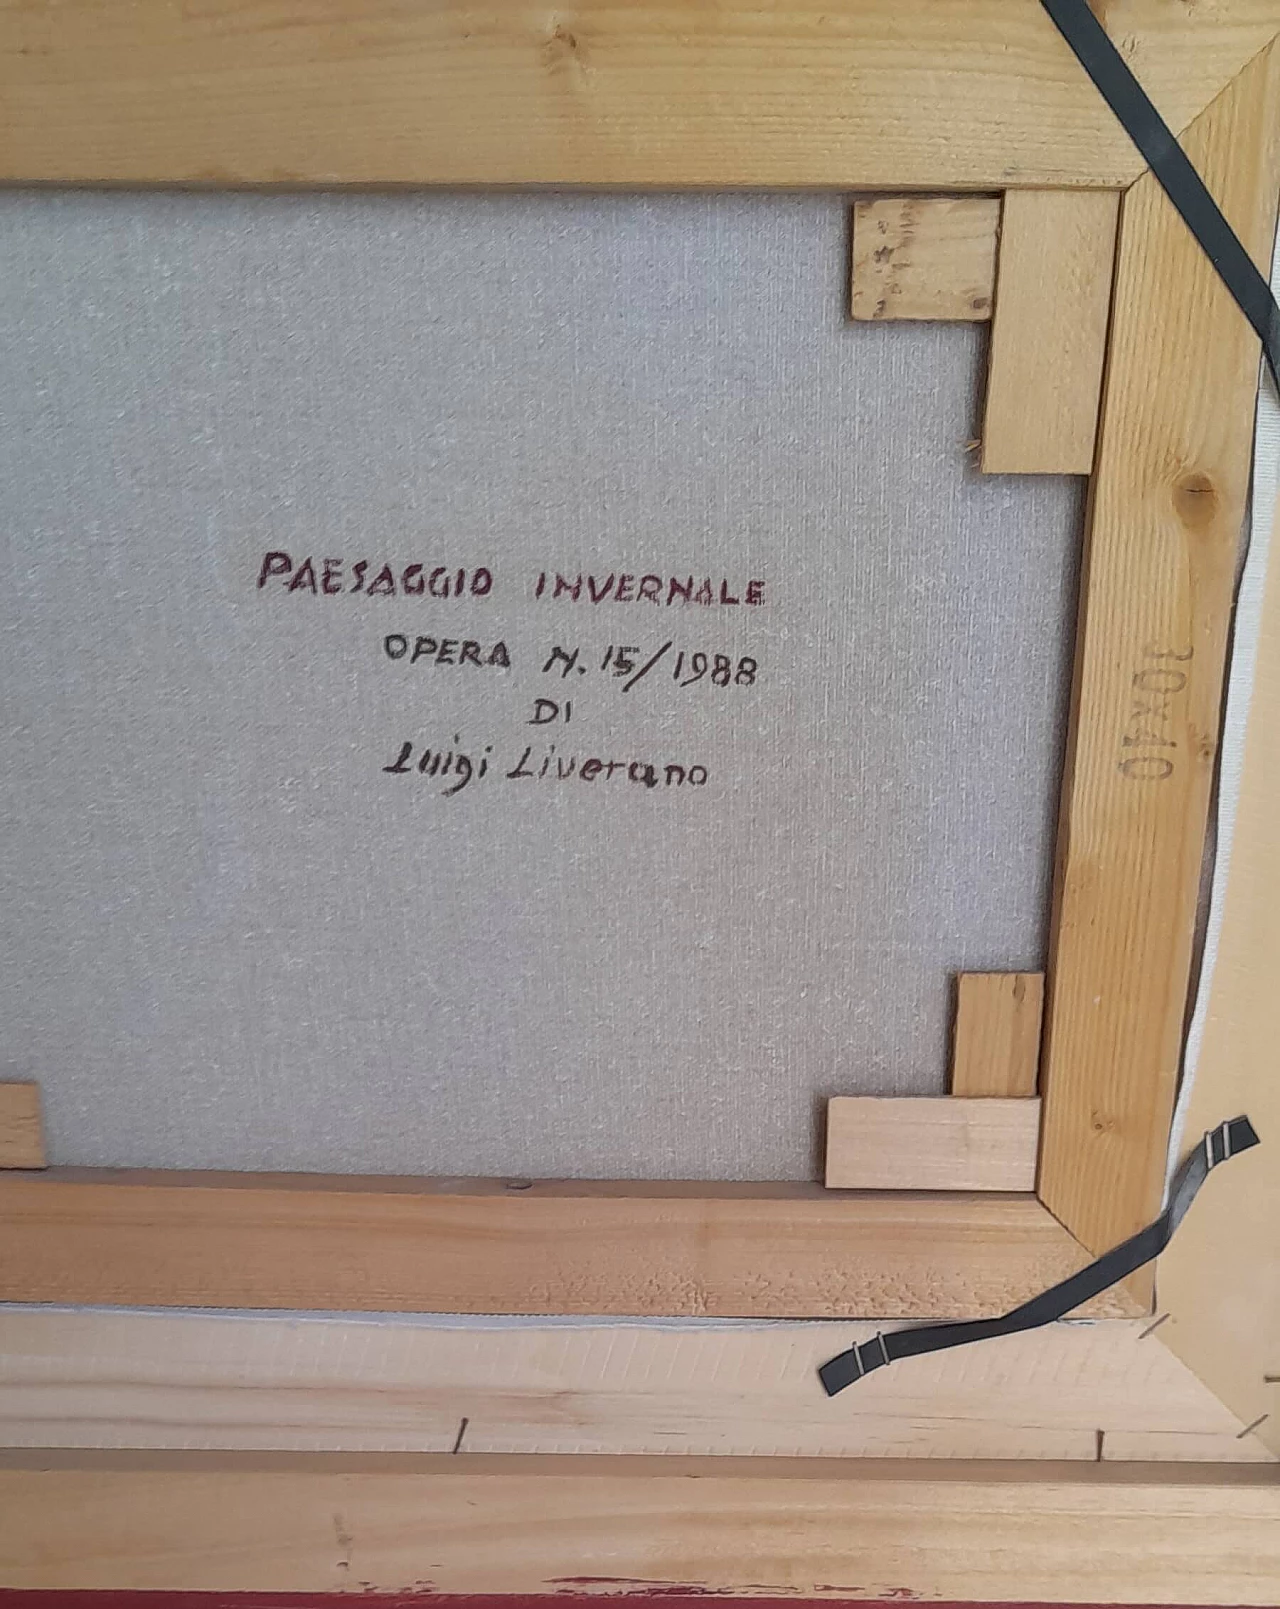 PAESAGGIO INVERNALE
OPERA N. 15/1988
DI
Luigi Liverano
30x40